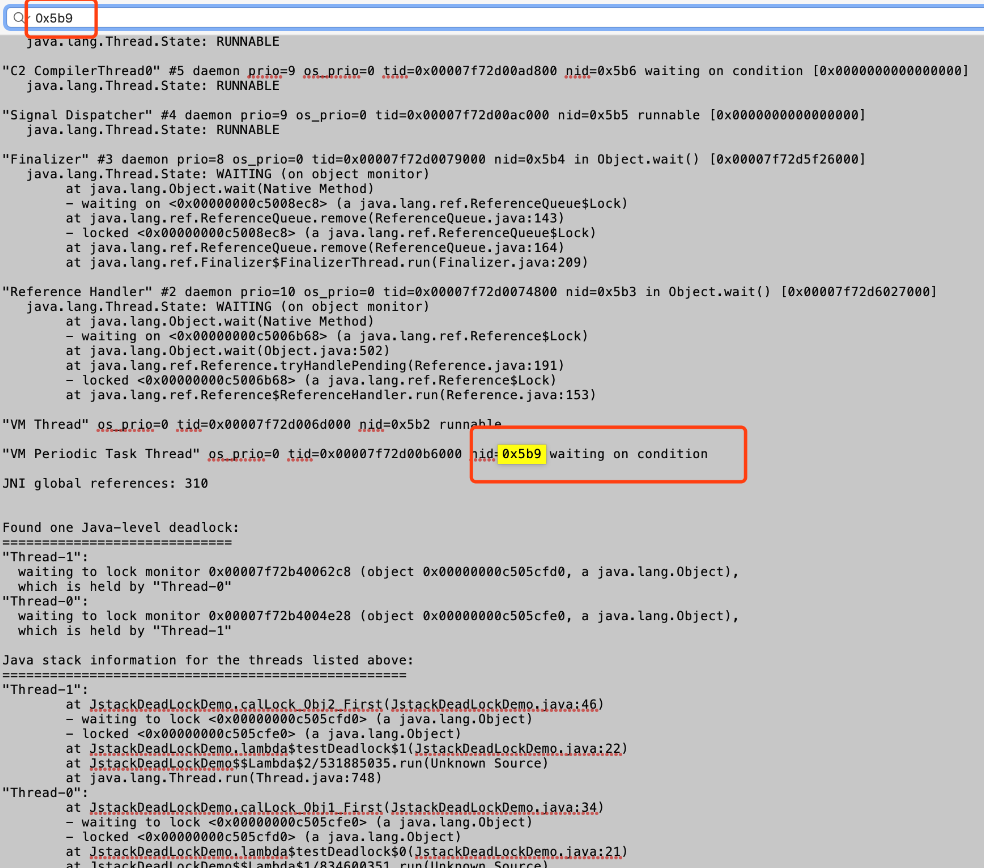 0x5b9
java.lang.Thread.State: RUNNABLE
"C2 CompilerThread0" #5 daemon prio=9 os_prio=0 tid=0x00007f72d00ad800 nid=0x5b6 waiting on condition [0x0000000000000000]
java.lang.Thread.State: RUNNABLE
"Signal Dispatcher" #4 daemon prio=9 os_prio=0 tid=0x00007f72d00ac000 nid=0x5b5 runnable [0x0000000000000000]
java.lang.Thread.State: RUNNABLE
"Finalizer" #3 daemon prio=8 os_prio=0 tid=0x00007f72d0079000 nid=0x5b4 in Object.wait() [0x00007f72d5f26000]
java.lang.Thread.State: WAITING (on object monitor)
at java.lang.Object.wait(Native Method)
- waiting on <0x00000000c5008ec8> (a java.lang.ref.ReferenceQueue$Lock)
at java.lang.ref.ReferenceQueue.remove(ReferenceQueue.java:143)
- locked <0x00000000c5008ec8> (a java.lang.ref.ReferenceQueue$Lock)
at java.lang.ref.ReferenceQueue.remove(ReferenceQueue.java:164)
at java.lang.ref.Finalizer$FinalizerThread.run(Finalizer.java:209)
"Reference Handler" #2 daemon prio=10 os_prio=0 tid=0x00007f72d0074800 nid=0x5b3 in Object.wait() [0x00007f72d6027000]
java.lang.Thread.State: WAITING (on object monitor)
at java.lang.Object.wait(Native Method)
- waiting on <0x00000000c5006b68> (a java.lang.ref.Reference$Lock)
at java.lang.Object.wait(Object.java:502)
at java.lang.ref.Reference.tryHandlePending(Reference.java:191)
- locked <0x00000000c5006b68> (a java.lang.ref.Reference$Lock)
at java.lang.ref.Reference$ReferenceHandler.run(Reference.java:153)
"VM Thread" os_prio=0 tid=0x00007f72d006d000 nid=0x5b2 runnable
"VM Periodic Task Thread" os_prio=0 tid=0x00007f72d00b6000 nid=0x5b9 waiting on condition
JNI global references: 310
Found one Java-level deadlock:
=============================
"Thread-1":
waiting to lock monitor 0x00007f72b40062c8 (object 0x00000000c505cfd0, a java.lang.Object),
which is held by "Thread-0"
"Thread-0":
waiting to lock monitor 0x00007f72b4004e28 (object 0x00000000c505cfe0, a java.lang.Object),
which is held by "Thread-1"
Java stack information for the threads listed above:
===================================================
"Thread-1":
at JstackDeadLockDemo.calLock_Obj2_First(JstackDeadLockDemo.java:46)
- waiting to lock <0x00000000c505cfd0> (a java.lang.Object)
- locked <0x00000000c505cfe0> (a java.lang.Object)
at JstackDeadLockDemo.lambda$testDeadlock$1(JstackDeadLockDemo.java:22)
at JstackDeadLockDemo$$Lambda$2/531885035.run(Unknown Source)
at java.lang.Thread.run(Thread.java:748)
"Thread-0":
at JstackDeadLockDemo.calLock_Obj1_First(JstackDeadLockDemo.java:34)
- waiting to lock <0x00000000c505cfe0> (a java.lang.Object)
- locked <0x00000000c505cfd0> (a java.lang.Object)
at JstackDeadLockDemo.lambda$testDeadlock$0(JstackDeadLockDemo.java:21)
at JstackDeadLockDemo$$Lambda$1/834600351.run(Unknown Source)